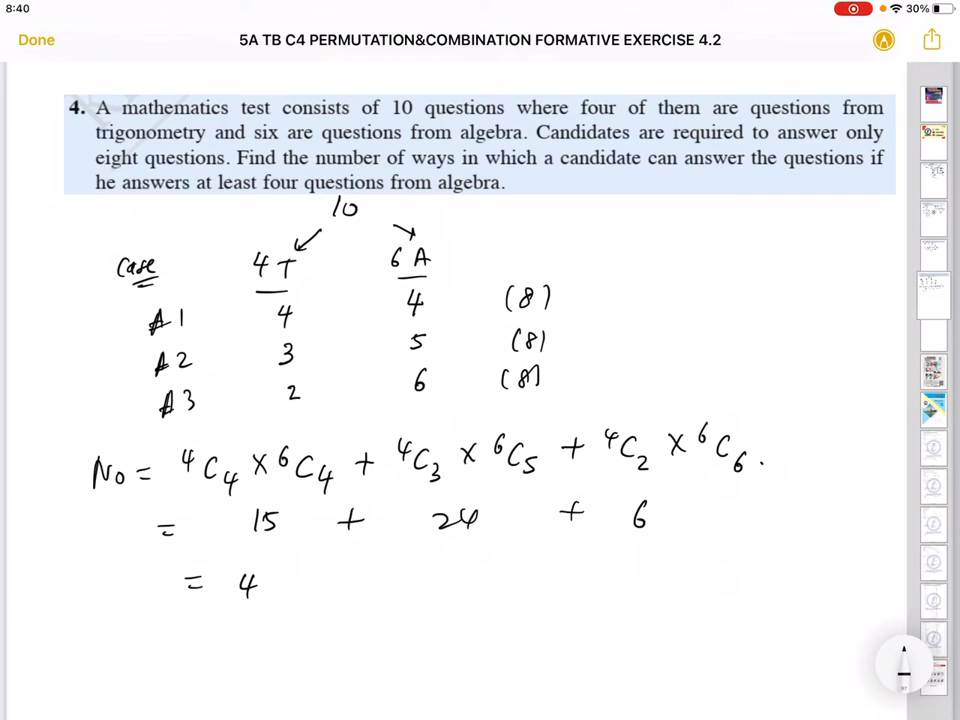 8:40
30%
Done
5A TB C4 PERMUTATION&COMBINATION FORMATIVE EXERCISE 4.2
4. A mathematics test consists of 10 questions where four of them are questions from
trigonometry and six are questions from algebra. Candidates are required to answer only
eight questions. Find the number of ways in which a candidate can answer the questions if
he answers at least four questions from algebra.
10
Case 4T 6A
1 4 4 (8)
2 3 5 (8)
3 2 6 (8)
No = ⁴C₄ × ⁶C₄ + ⁴C₃ × ⁶C₅ + ⁴C₂ × ⁶C₆.
= 15 + 24 + 6
= 4
97